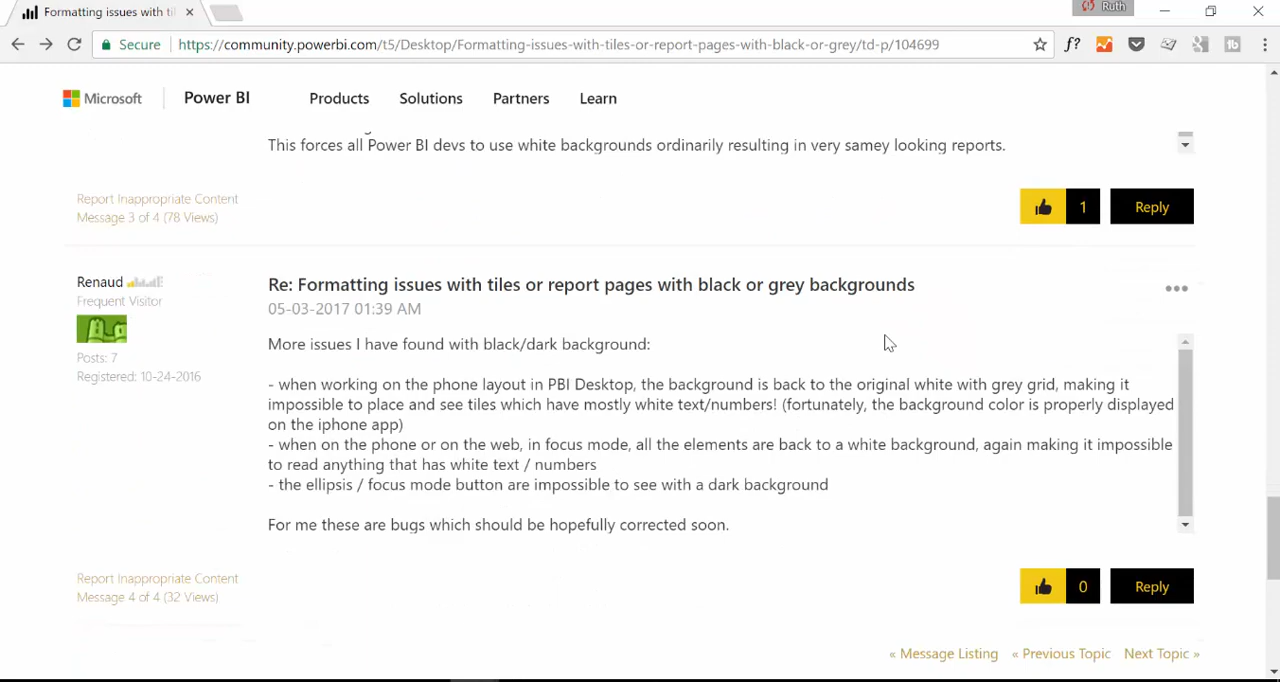 Formatting issues with ti
Ruth
Secure
https://community.powerbi.com/t5/Desktop/Formatting-issues-with-tiles-or-report-pages-with-black-or-grey/td-p/104699
f?
Microsoft
Power BI
Products
Solutions
Partners
Learn
This forces all Power BI devs to use white backgrounds ordinarily resulting in very samey looking reports.
Report Inappropriate Content
Message 3 of 4 (78 Views)
1
Reply
Renaud
Frequent Visitor
Posts: 7
Registered: 10-24-2016
Re: Formatting issues with tiles or report pages with black or grey backgrounds
05-03-2017 01:39 AM
More issues I have found with black/dark background:
- when working on the phone layout in PBI Desktop, the background is back to the original white with grey grid, making it
impossible to place and see tiles which have mostly white text/numbers! (fortunately, the background color is properly displayed
on the iphone app)
- when on the phone or on the web, in focus mode, all the elements are back to a white background, again making it impossible
to read anything that has white text / numbers
- the ellipsis / focus mode button are impossible to see with a dark background
For me these are bugs which should be hopefully corrected soon.
Report Inappropriate Content
Message 4 of 4 (32 Views)
0
Reply
« Message Listing
« Previous Topic
Next Topic »